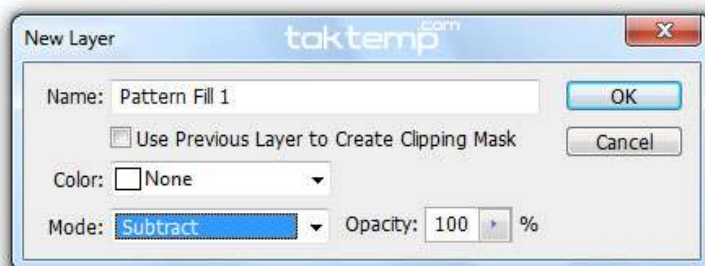 New Layer
taktemp.com
Name: Pattern Fill 1
OK
Use Previous Layer to Create Clipping Mask
Cancel
Color: None
Mode: Subtract Opacity: 100 %